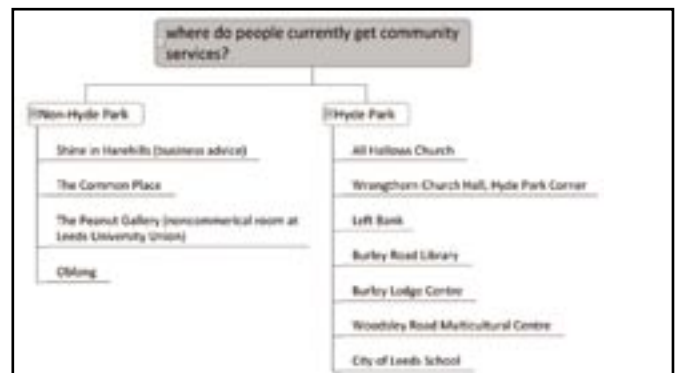 where do people currently get community
services?
Non-Hyde Park
Shine in Harehills (business advice)
The Common Place
The Peanut Gallery (noncommerical room at
Leeds University Union)
Oblong
Hyde Park
All Hallows Church
Wrangthorn Church Hall, Hyde Park Corner
Left Bank
Burley Road Library
Burley Lodge Centre
Woodsley Road Multicultural Centre
City of Leeds School